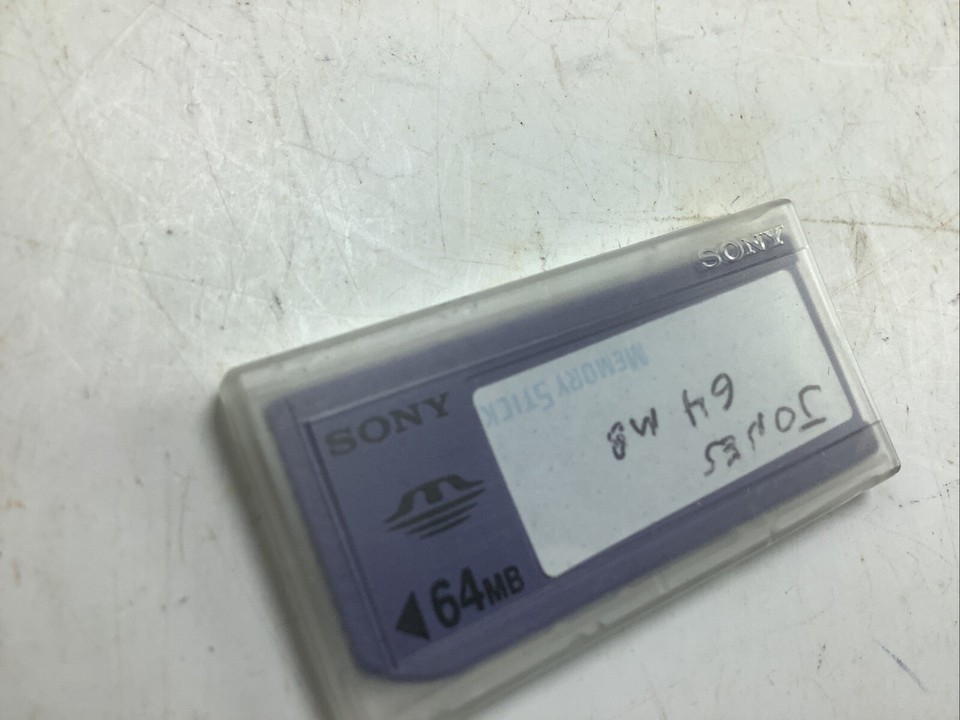 SONY
SONY
64MB
MEMORY STICK
JONES
64 MB